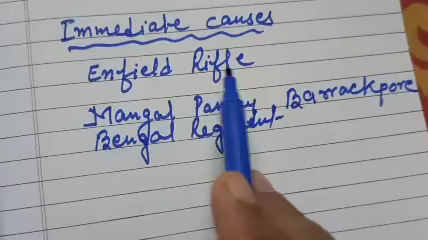 Immediate causes
Enfield Rifle
Mangal Pandey - Barrackpore
Bengal Regiment